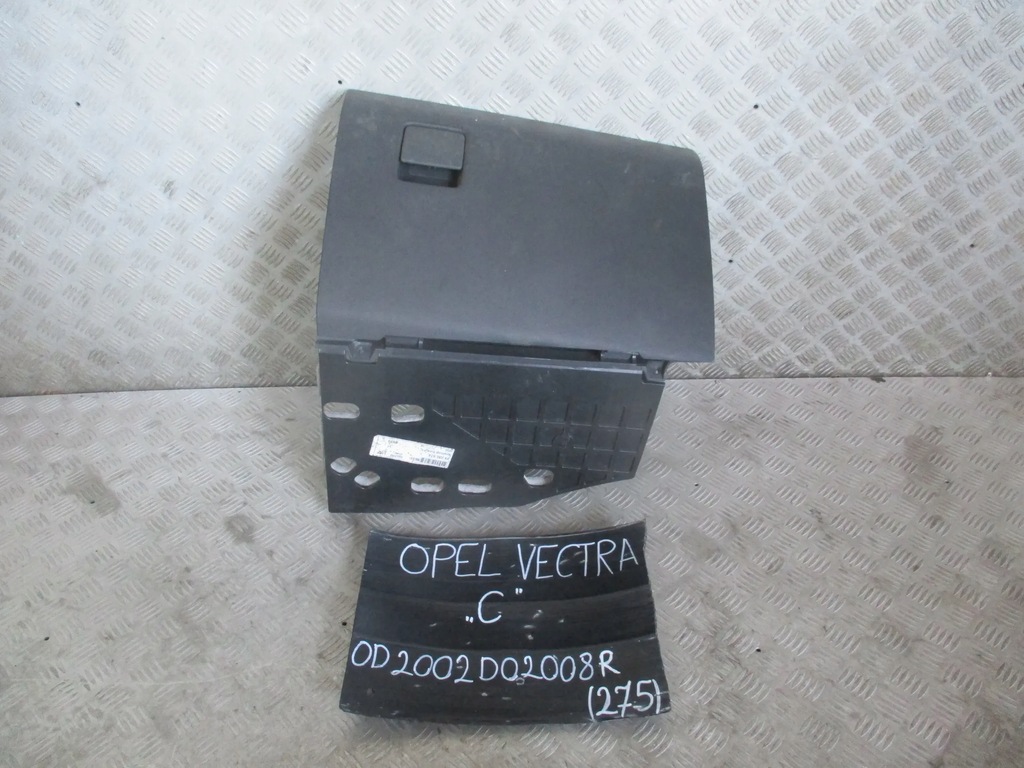 OPEL VECTRA
„C"
OD 2002 DO 2008 R
(275)